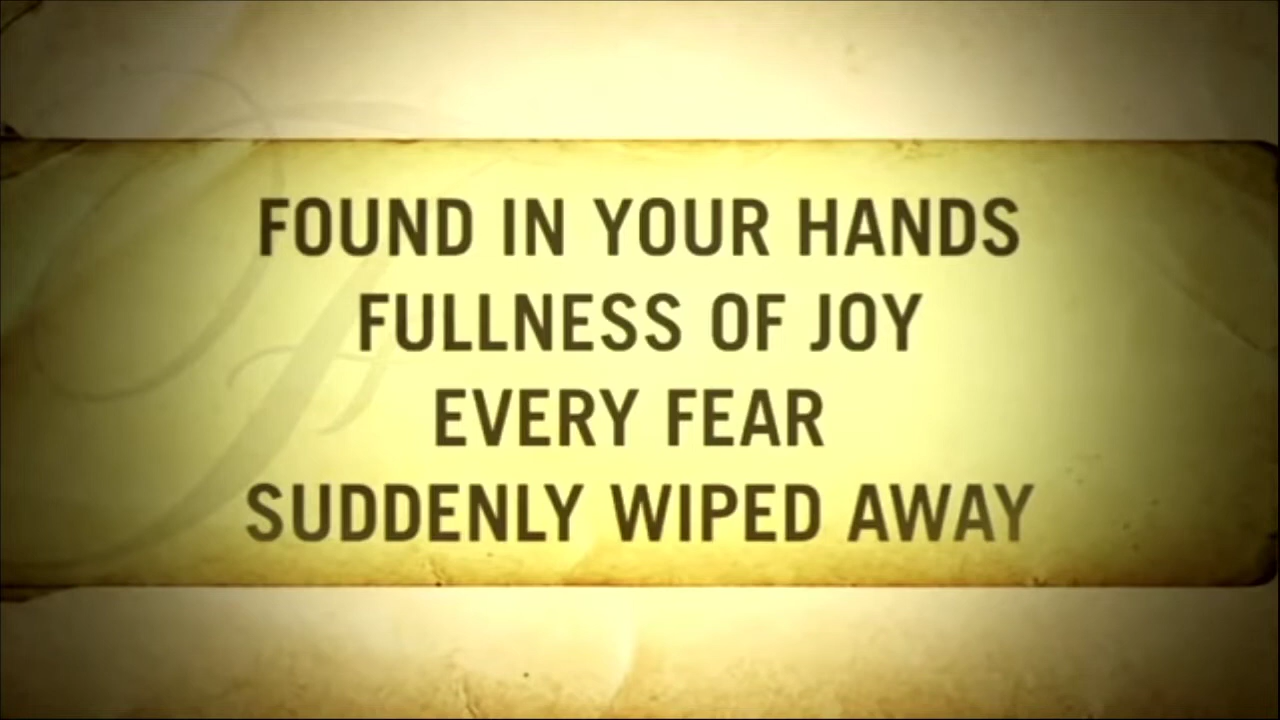 FOUND IN YOUR HANDS
FULLNESS OF JOY
EVERY FEAR
SUDDENLY WIPED AWAY